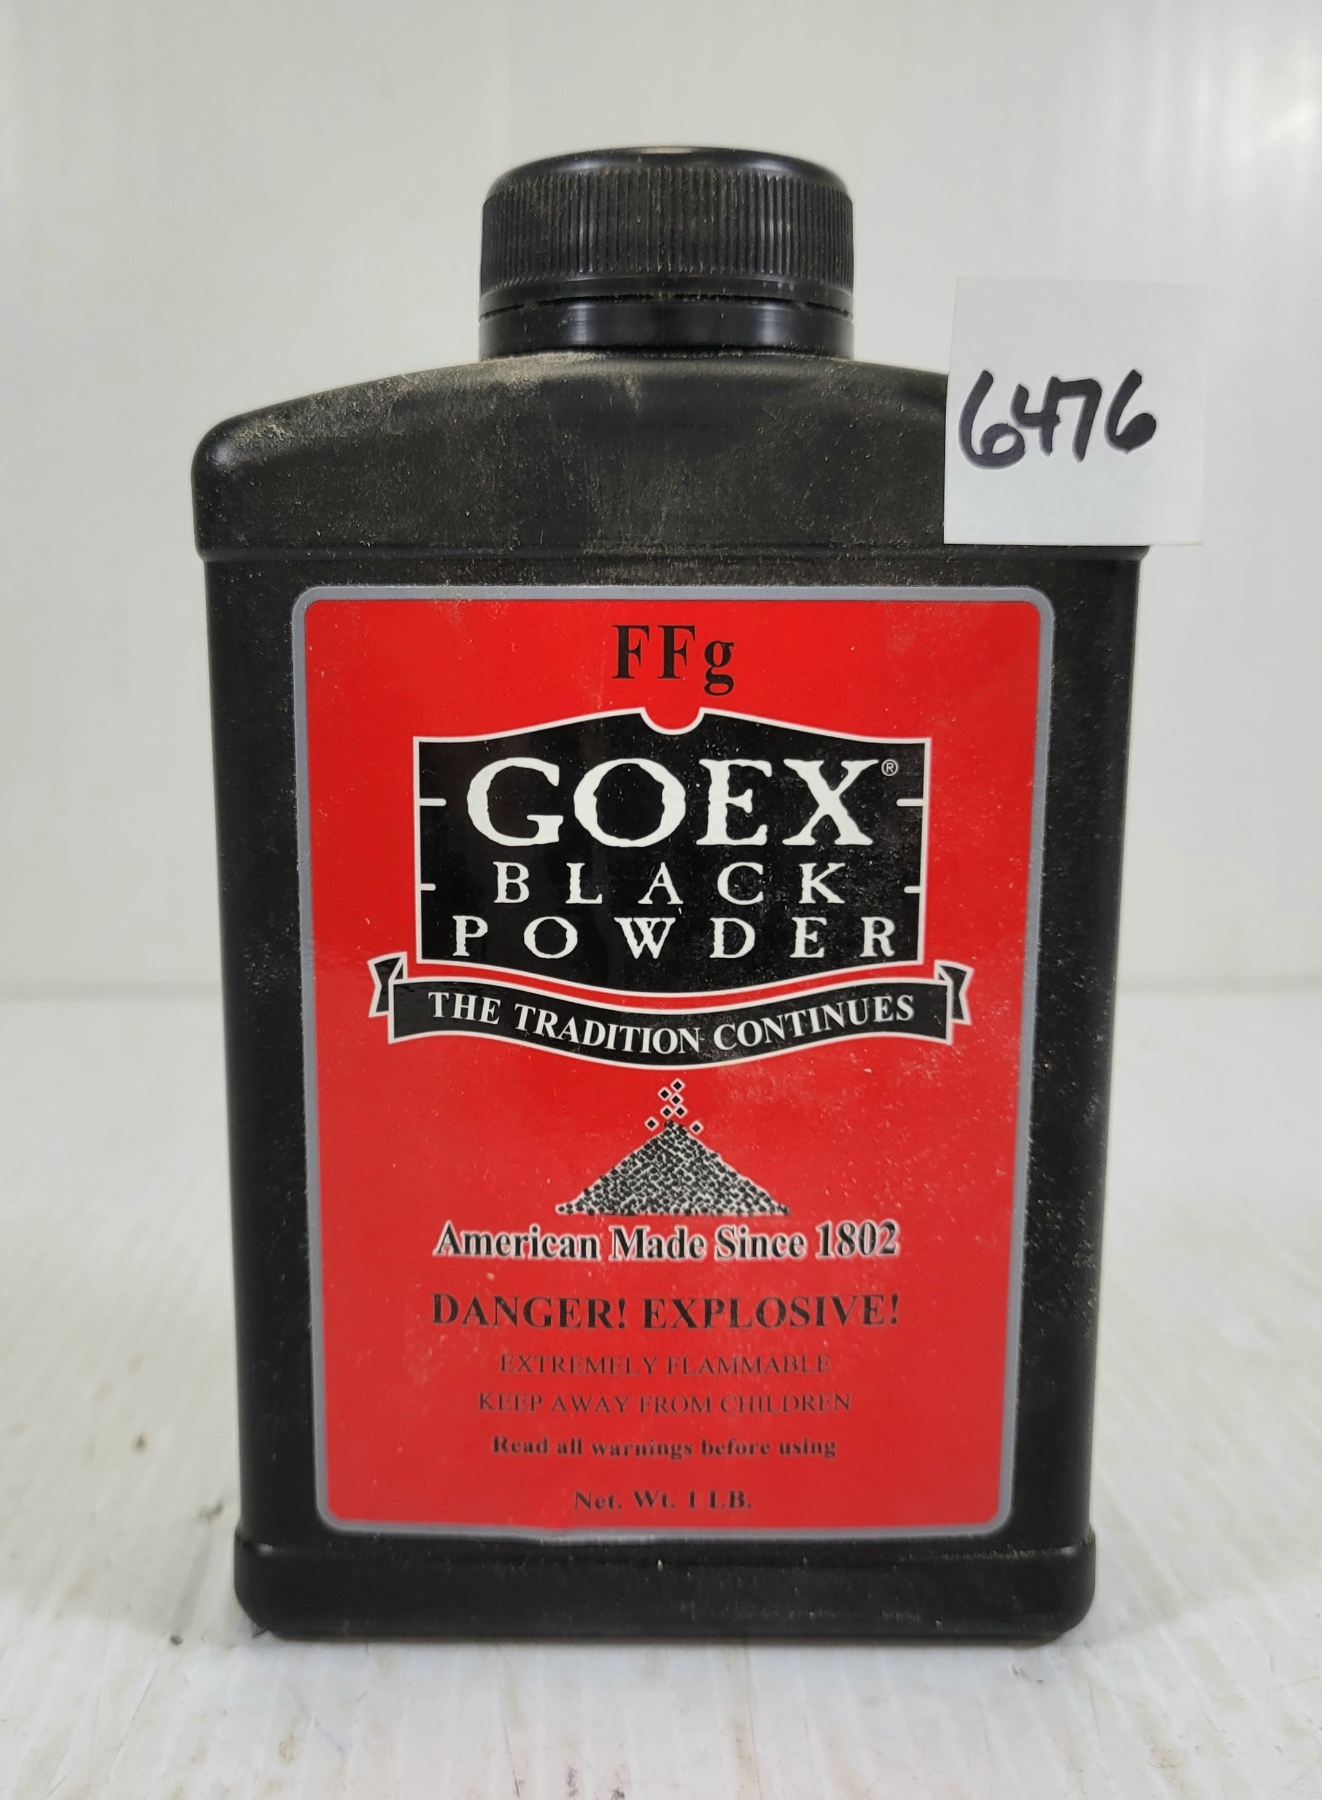 6476
FFg
GOEX®
BLACK
POWDER
THE TRADITION CONTINUES
American Made Since 1802
DANGER! EXPLOSIVE!
EXTREMELY FLAMMABLE
KEEP AWAY FROM CHILDREN
Read all warnings before using
Net. Wt. 1 LB.